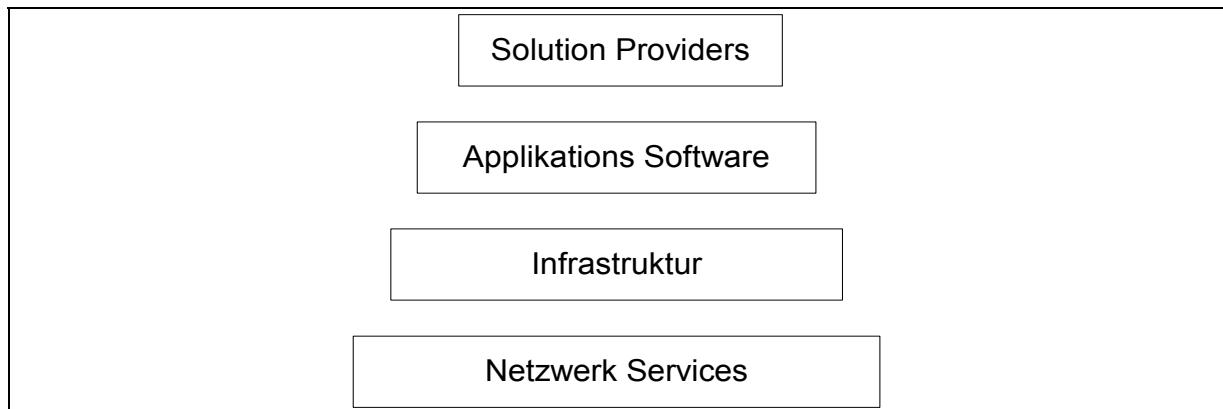 Solution Providers
Applikations Software
Infrastruktur
Netzwerk Services